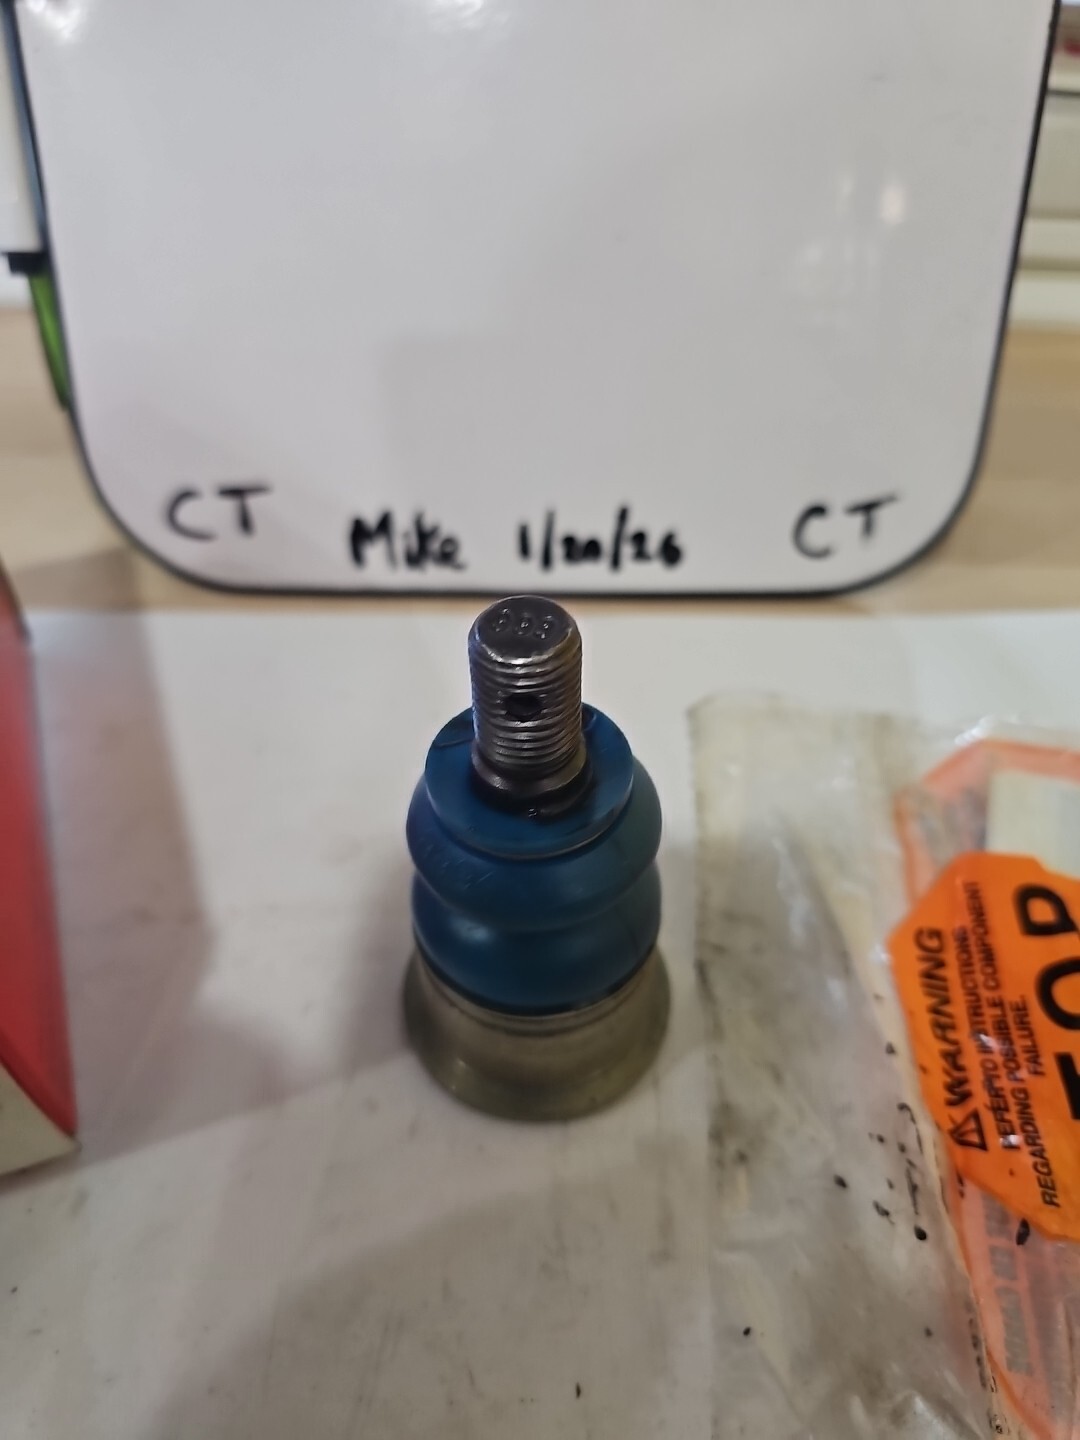 CT Mike 1/20/26 CT
WARNING
REFER TO INSTRUCTIONS
REGARDING POSSIBLE COMPONENT
FAILURE.